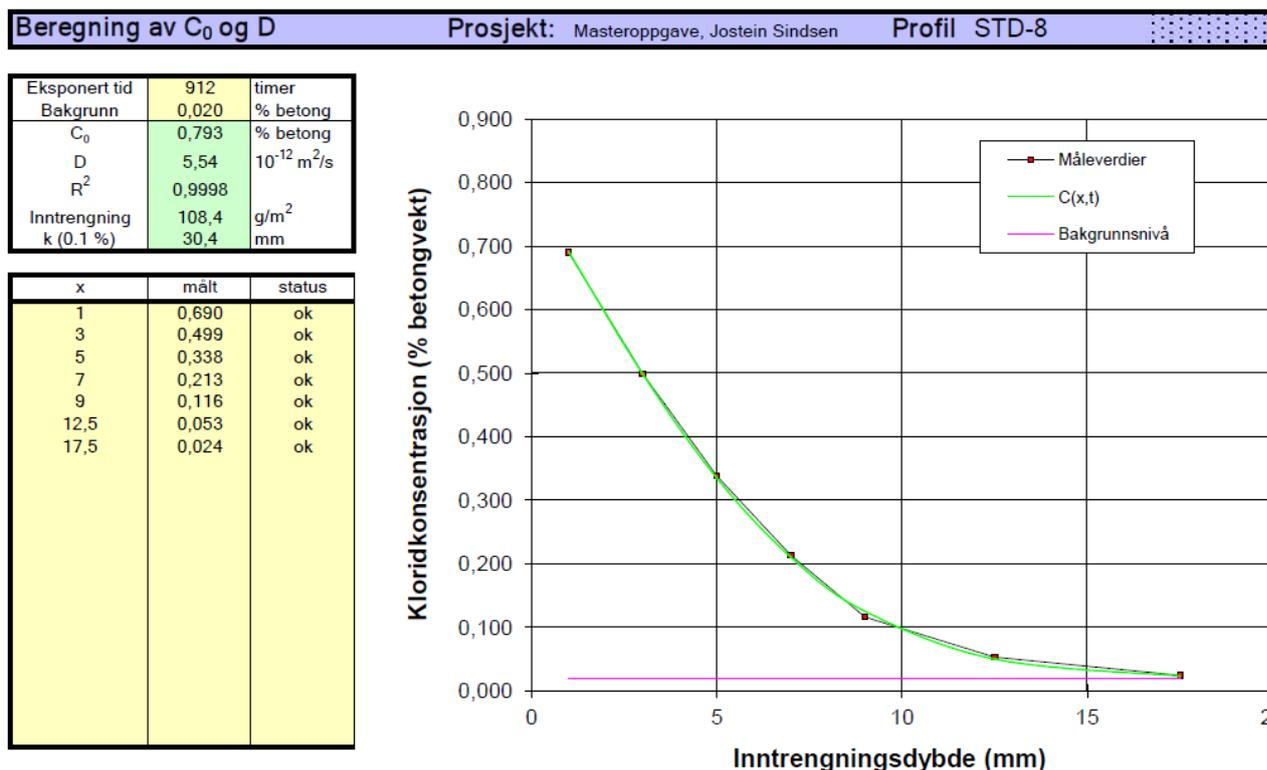 Beregning av C0 og D Prosjekt: Masteroppgave, Jostein Sindsen Profil STD-8
Eksponert tid 912 timer
Bakgrunn 0,020 % betong
C0 0,793 % betong
D 5,54 10-12 m2/s
R2 0,9998
Inntrengning 108,4 g/m2
k (0.1 %) 30,4 mm
x målt status
1 0,690 ok
3 0,499 ok
5 0,338 ok
7 0,213 ok
9 0,116 ok
12,5 0,053 ok
17,5 0,024 ok
Kloridkonsentrasjon (% betongvekt)
0,900
0,800
0,700
0,600
0,500
0,400
0,300
0,200
0,100
0,000
Måleverdier
C(x,t)
Bakgrunnsnivå
0 5 10 15 2
Inntrengningsdybde (mm)